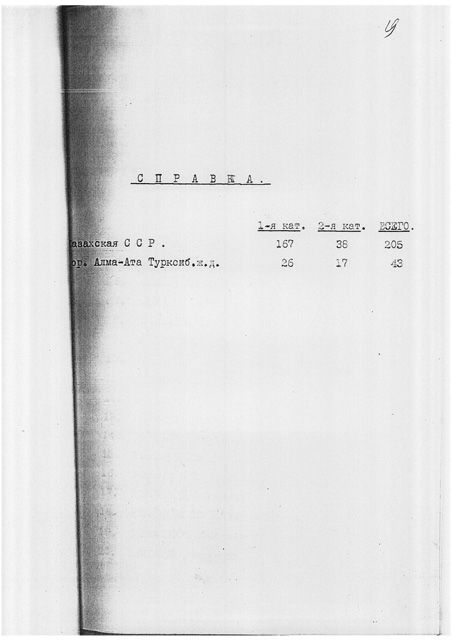 19
С П Р А В К А .
1-я кат. 2-я кат. ВСЕГО.
азахская С С Р . 167 38 205
ор. Алма-Ата Турксиб.ж.д. 26 17 43